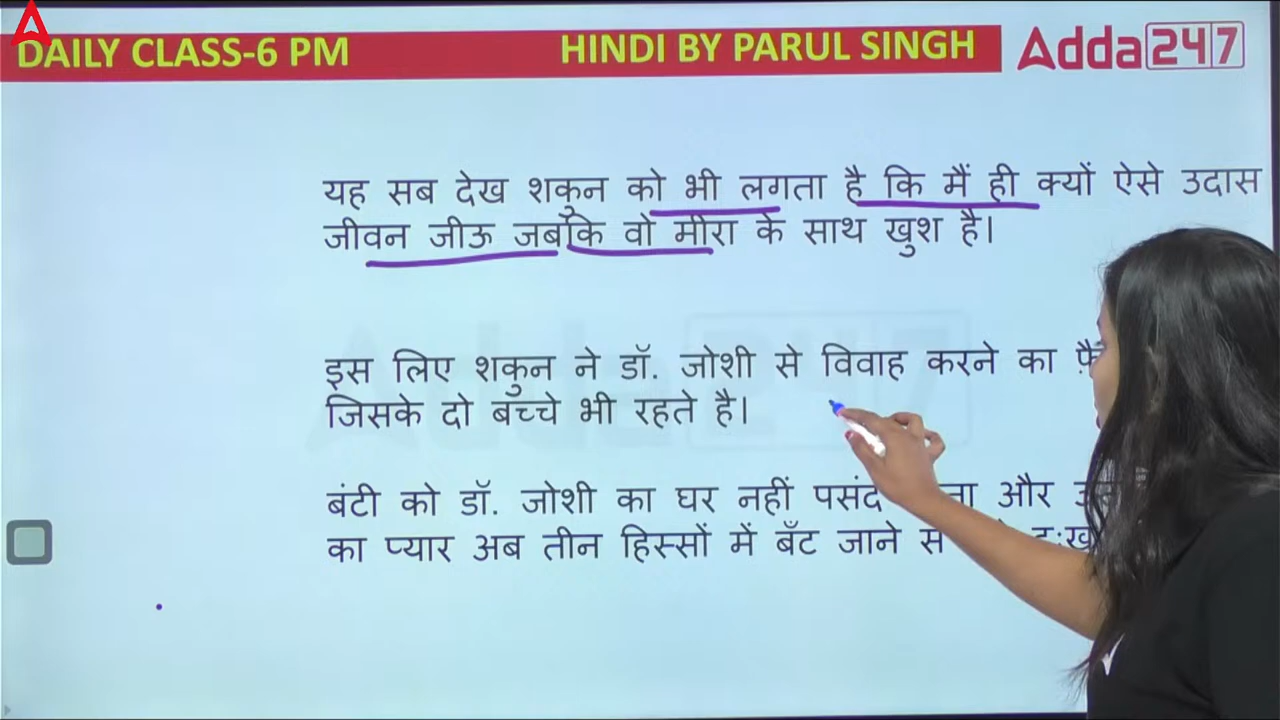 DAILY CLASS-6 PM
HINDI BY PARUL SINGH
Adda247
यह सब देख शकुन को भी लगता है कि मैं ही क्यों ऐसे उदास
जीवन जीऊ जबकि वो मीरा के साथ खुश है।
इस लिए शकुन ने डॉ. जोशी से विवाह करने का
जिसके दो बच्चे भी रहते है।
बंटी को डॉ. जोशी का घर नहीं और
का प्यार अब तीन हिस्सों में बँट जाने